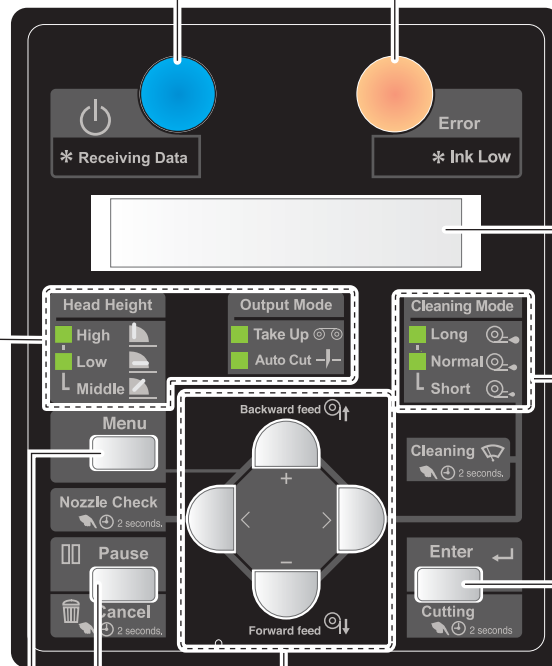 Error
* Receiving Data
* Ink Low
Head Height
High
Low
Middle
Output Mode
Take Up
Auto Cut
Cleaning Mode
Long
Normal
Short
Menu
Backward feed
+
Cleaning
2 seconds.
Nozzle Check
2 seconds.
< >
Pause
−
Enter
Cancel
2 seconds.
Forward feed
Cutting
2 seconds